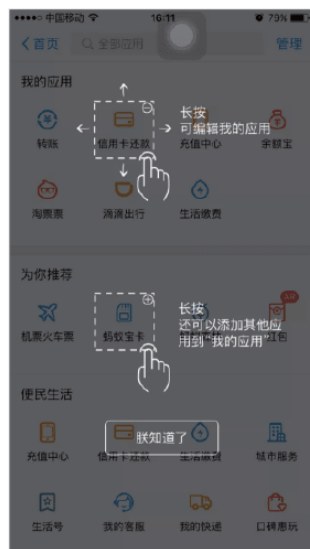 中国移动 16:11 79%
首页 全部应用 管理
我的应用
长按
可编辑我的应用
转账 信用卡还款 充值中心 余额宝
淘票票 滴滴出行 生活缴费
为你推荐
长按
还可以添加其他应
用到“我的应用”
机票火车票 蚂蚁宝卡 红包
便民生活
朕知道了
充值中心 信用卡还款 生活缴费 城市服务
生活号 我的客服 我的快递 口碑惠玩